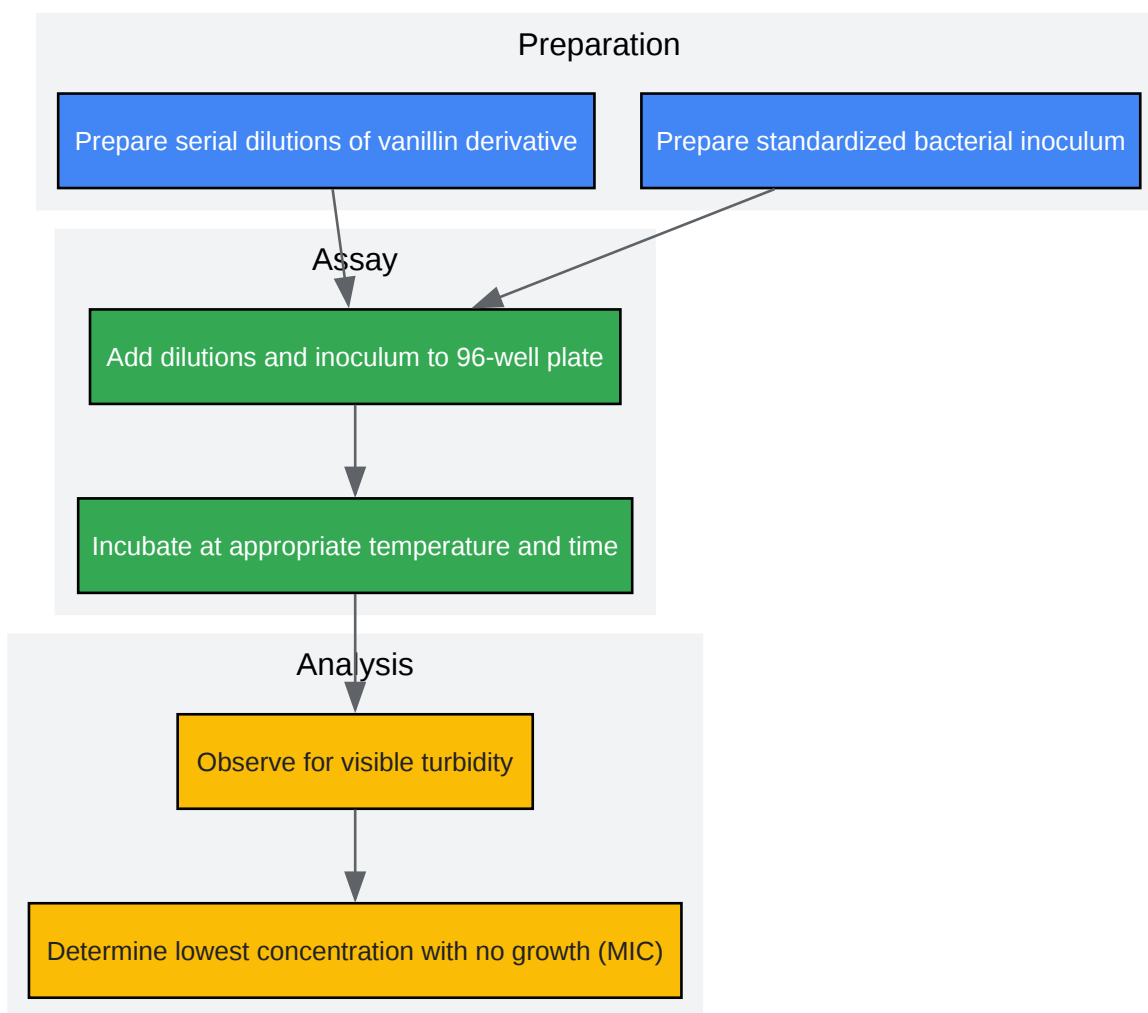 Preparation
Prepare serial dilutions of vanillin derivative
Prepare standardized bacterial inoculum
Assay
Add dilutions and inoculum to 96-well plate
Incubate at appropriate temperature and time
Analysis
Observe for visible turbidity
Determine lowest concentration with no growth (MIC)